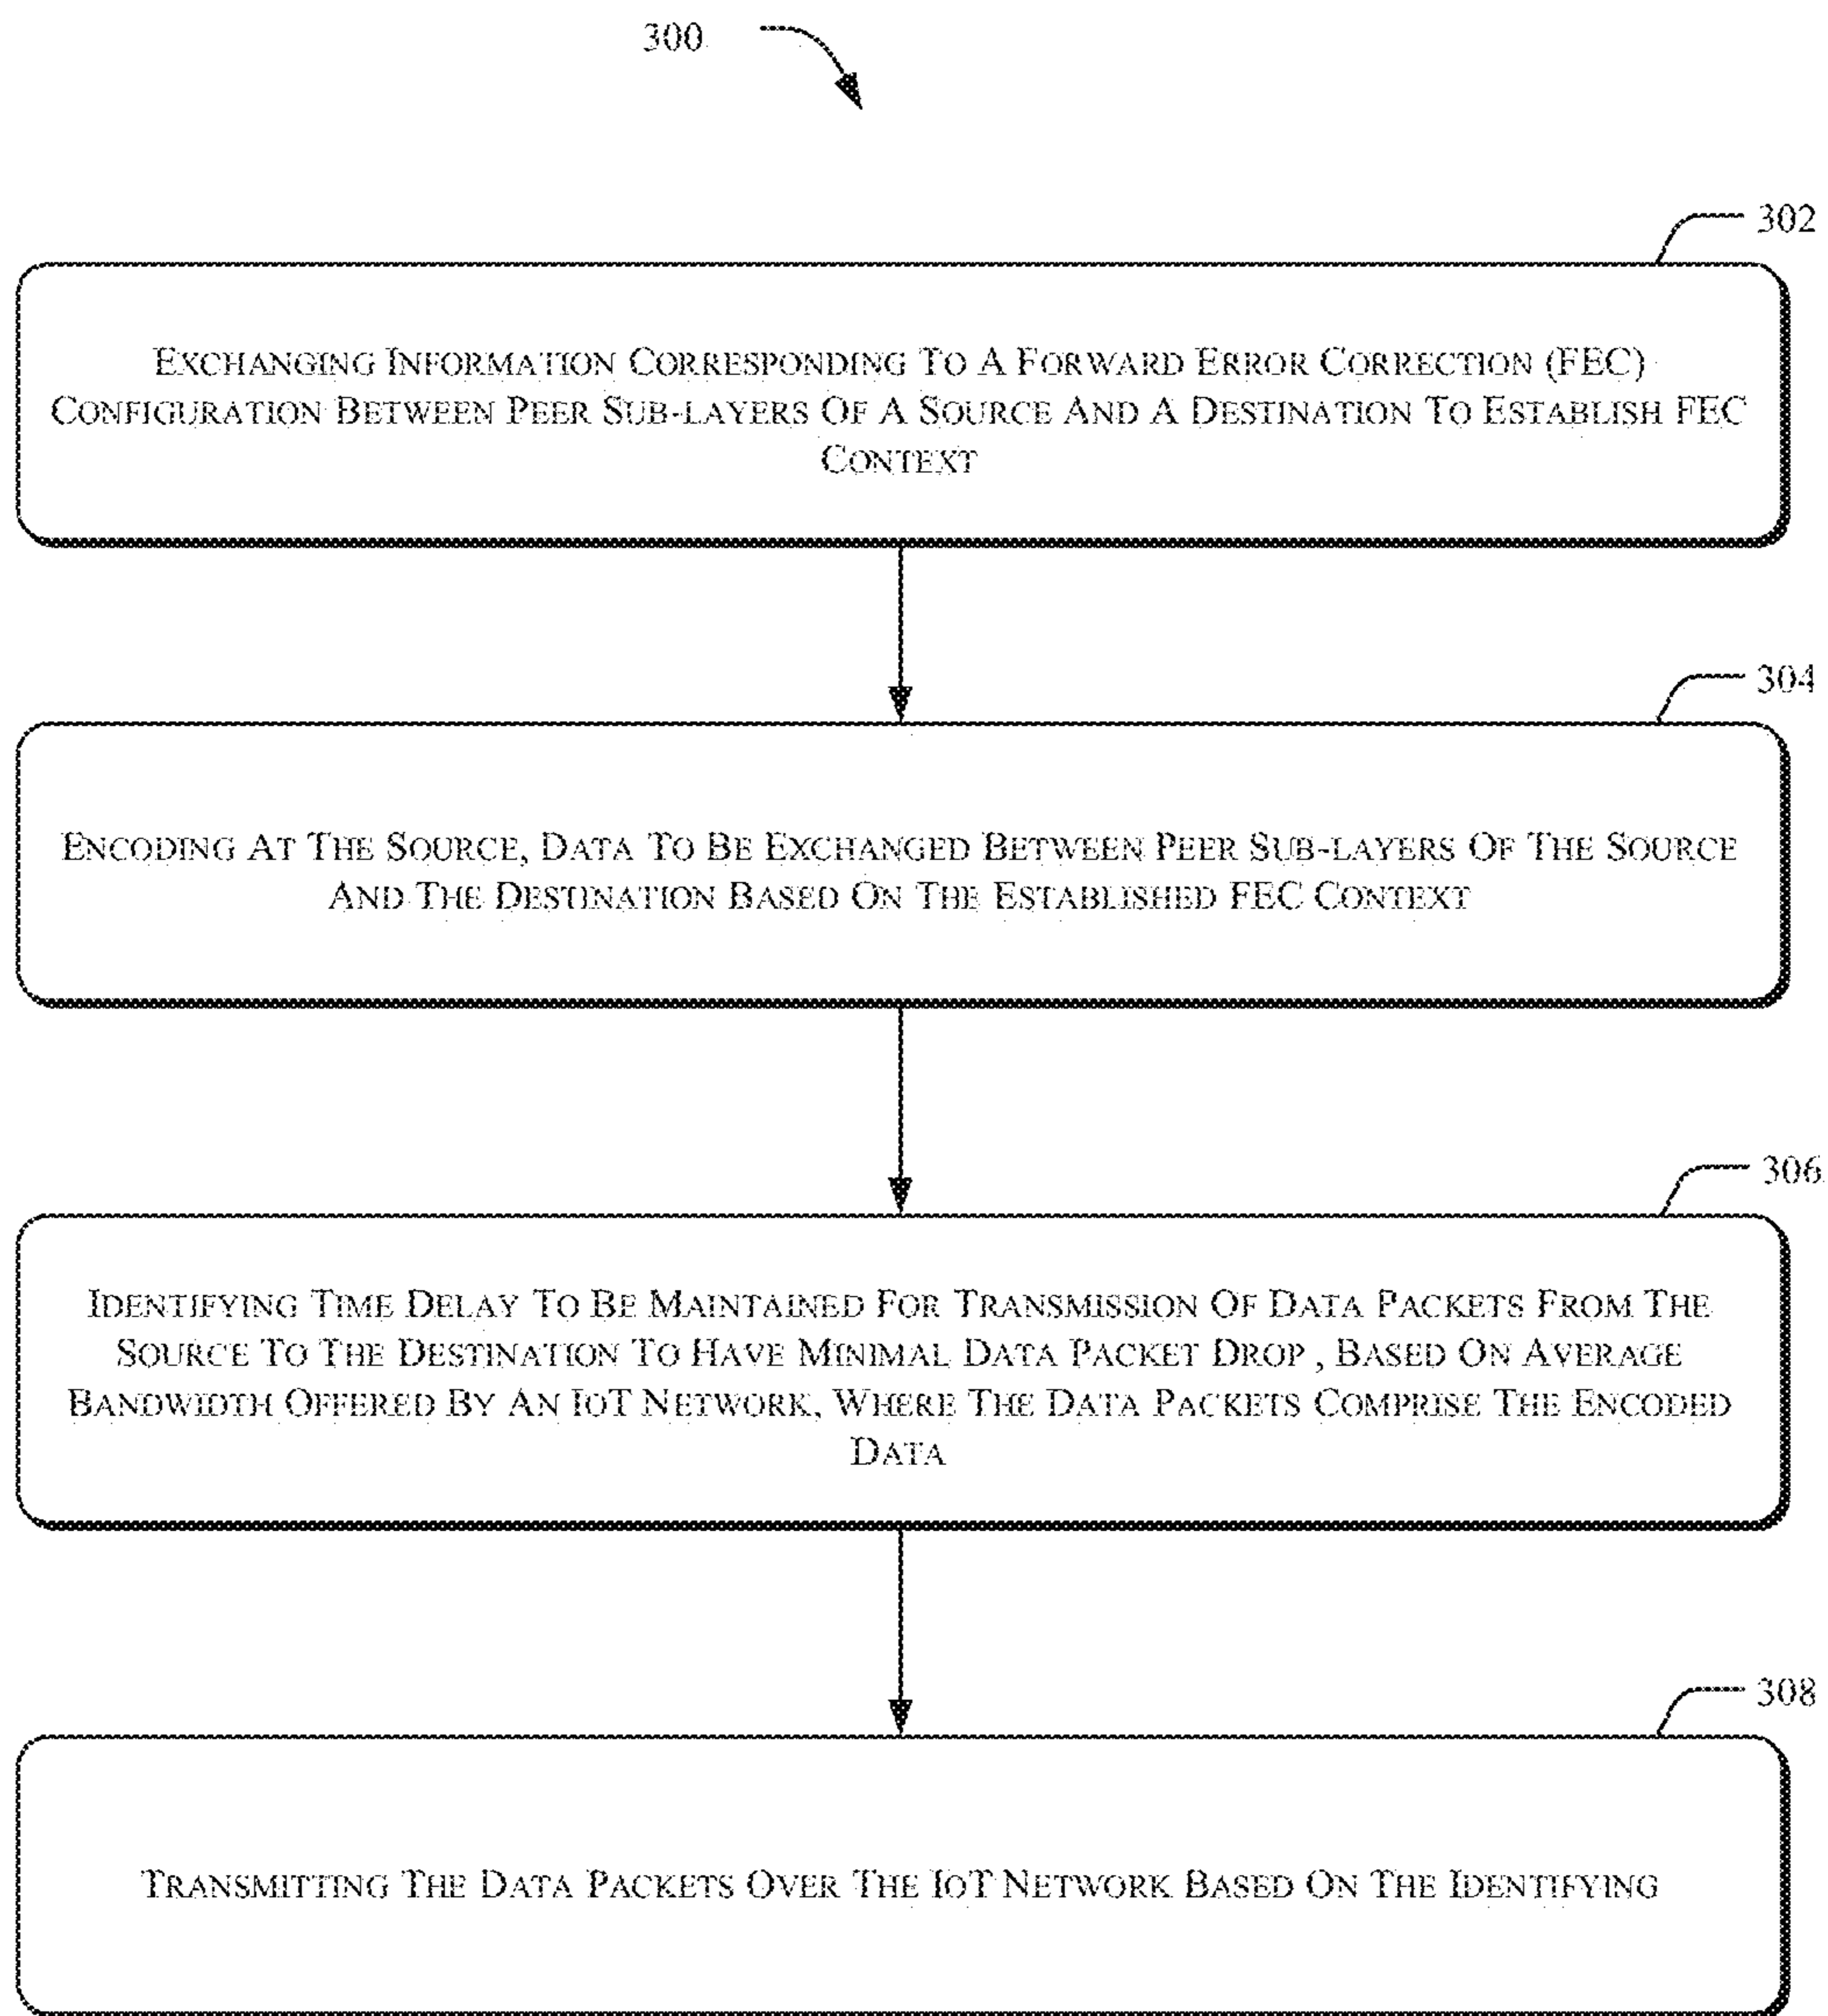 300
302
EXCHANGING INFORMATION CORRESPONDING TO A FORWARD ERROR CORRECTION (FEC)
CONFIGURATION BETWEEN PEER SUB-LAYERS OF A SOURCE AND A DESTINATION TO ESTABLISH FEC
CONTEXT
304
ENCODING AT THE SOURCE, DATA TO BE EXCHANGED BETWEEN PEER SUB-LAYERS OF THE SOURCE
AND THE DESTINATION BASED ON THE ESTABLISHED FEC CONTEXT
306
IDENTIFYING TIME DELAY TO BE MAINTAINED FOR TRANSMISSION OF DATA PACKETS FROM THE
SOURCE TO THE DESTINATION TO HAVE MINIMAL DATA PACKET DROP , BASED ON AVERAGE
BANDWIDTH OFFERED BY AN IOT NETWORK, WHERE THE DATA PACKETS COMPRISE THE ENCODED
DATA
308
TRANSMITTING THE DATA PACKETS OVER THE IOT NETWORK BASED ON THE IDENTIFYING